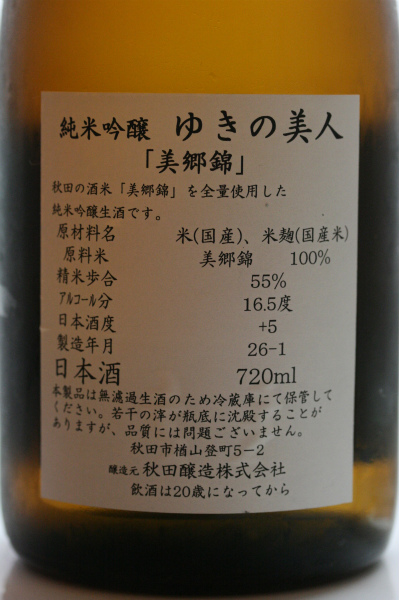 純米吟醸 ゆきの美人
「美郷錦」
秋田の酒米「美郷錦」を全量使用した
純米吟醸生酒です。
原材料名 米(国産)、米麹(国産米)
原料米 美郷錦 100%
精米歩合 55%
アルコール分 16.5度
日本酒度 +5
製造年月 26-1
日本酒 720ml
本製品は無濾過生酒のため冷蔵庫にて保管して
ください。若干の滓が瓶底に沈殿することが
ありますが、品質には問題ございません。
秋田市楢山登町5-2
醸造元 秋田醸造株式会社
飲酒は20歳になってから